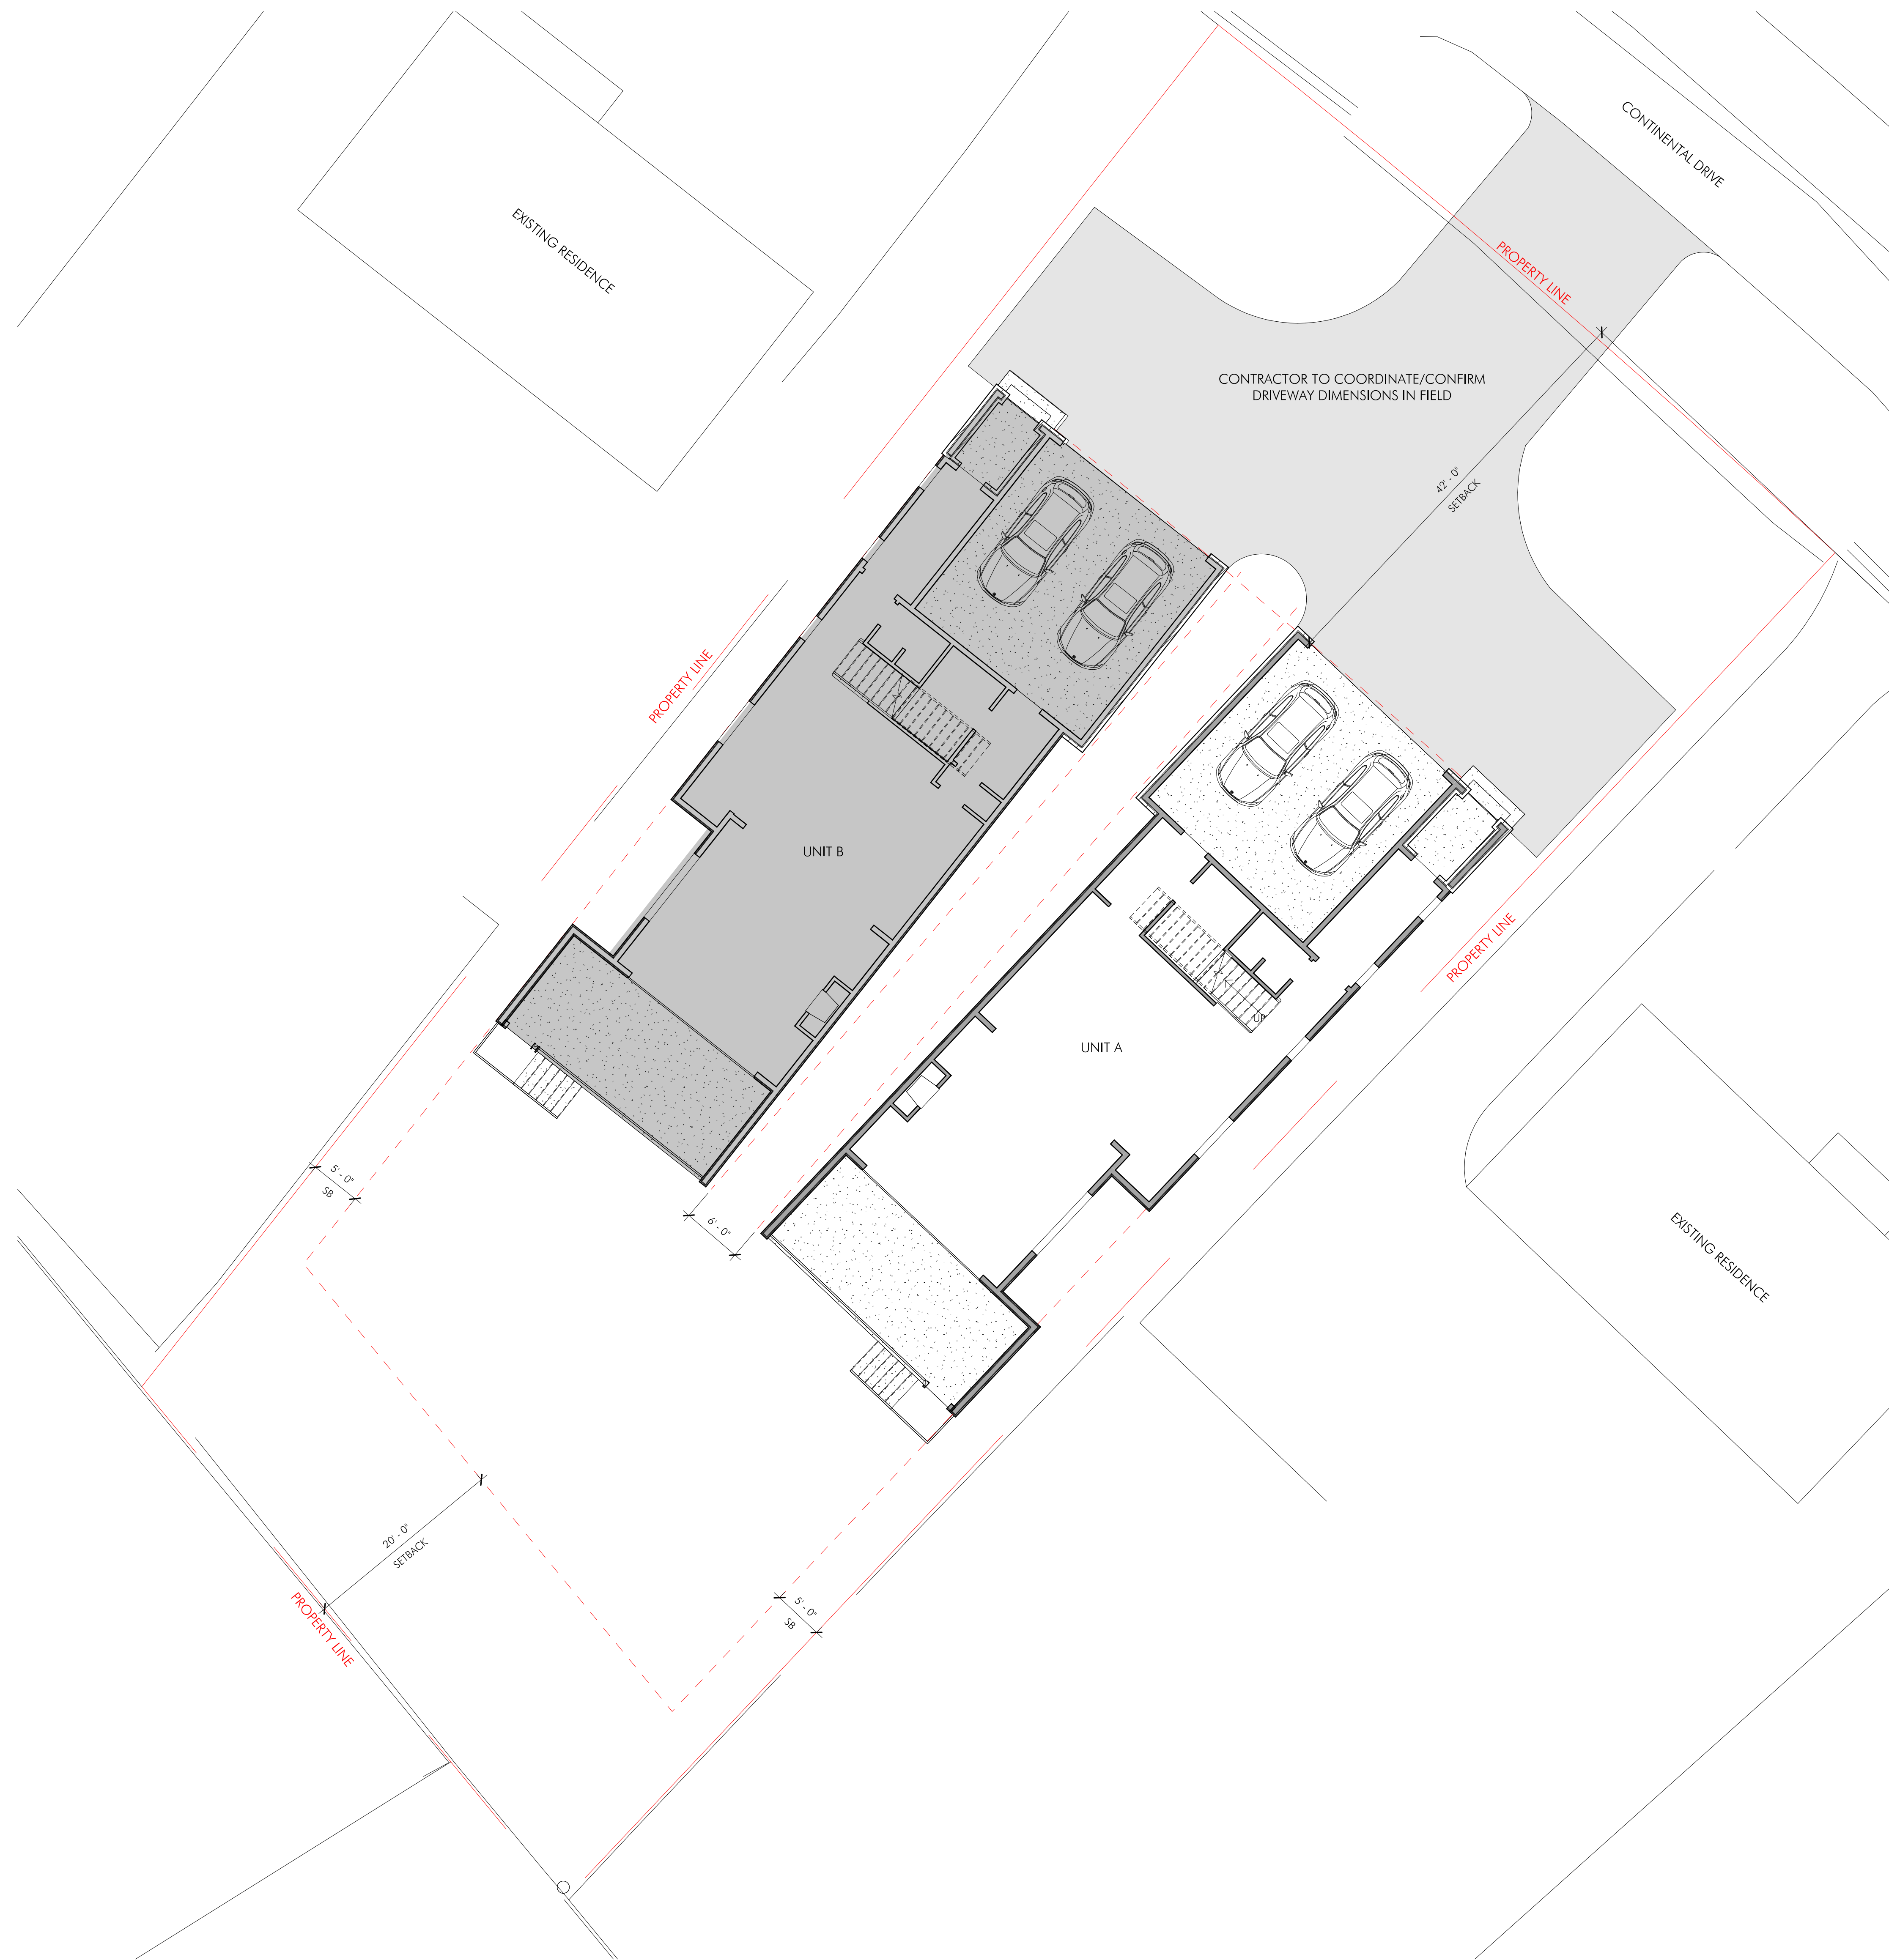 CONTINENTAL DRIVE
EXISTING RESIDENCE
PROPERTY LINE
CONTRACTOR TO COORDINATE/CONFIRM
DRIVEWAY DIMENSIONS IN FIELD
42' - 0"
SETBACK
PROPERTY LINE
UNIT B
PROPERTY LINE
UP
UNIT A
5' - 0"
SB
6' - 0"
EXISTING RESIDENCE
20' - 0"
SETBACK
PROPERTY LINE
5' - 0"
SB